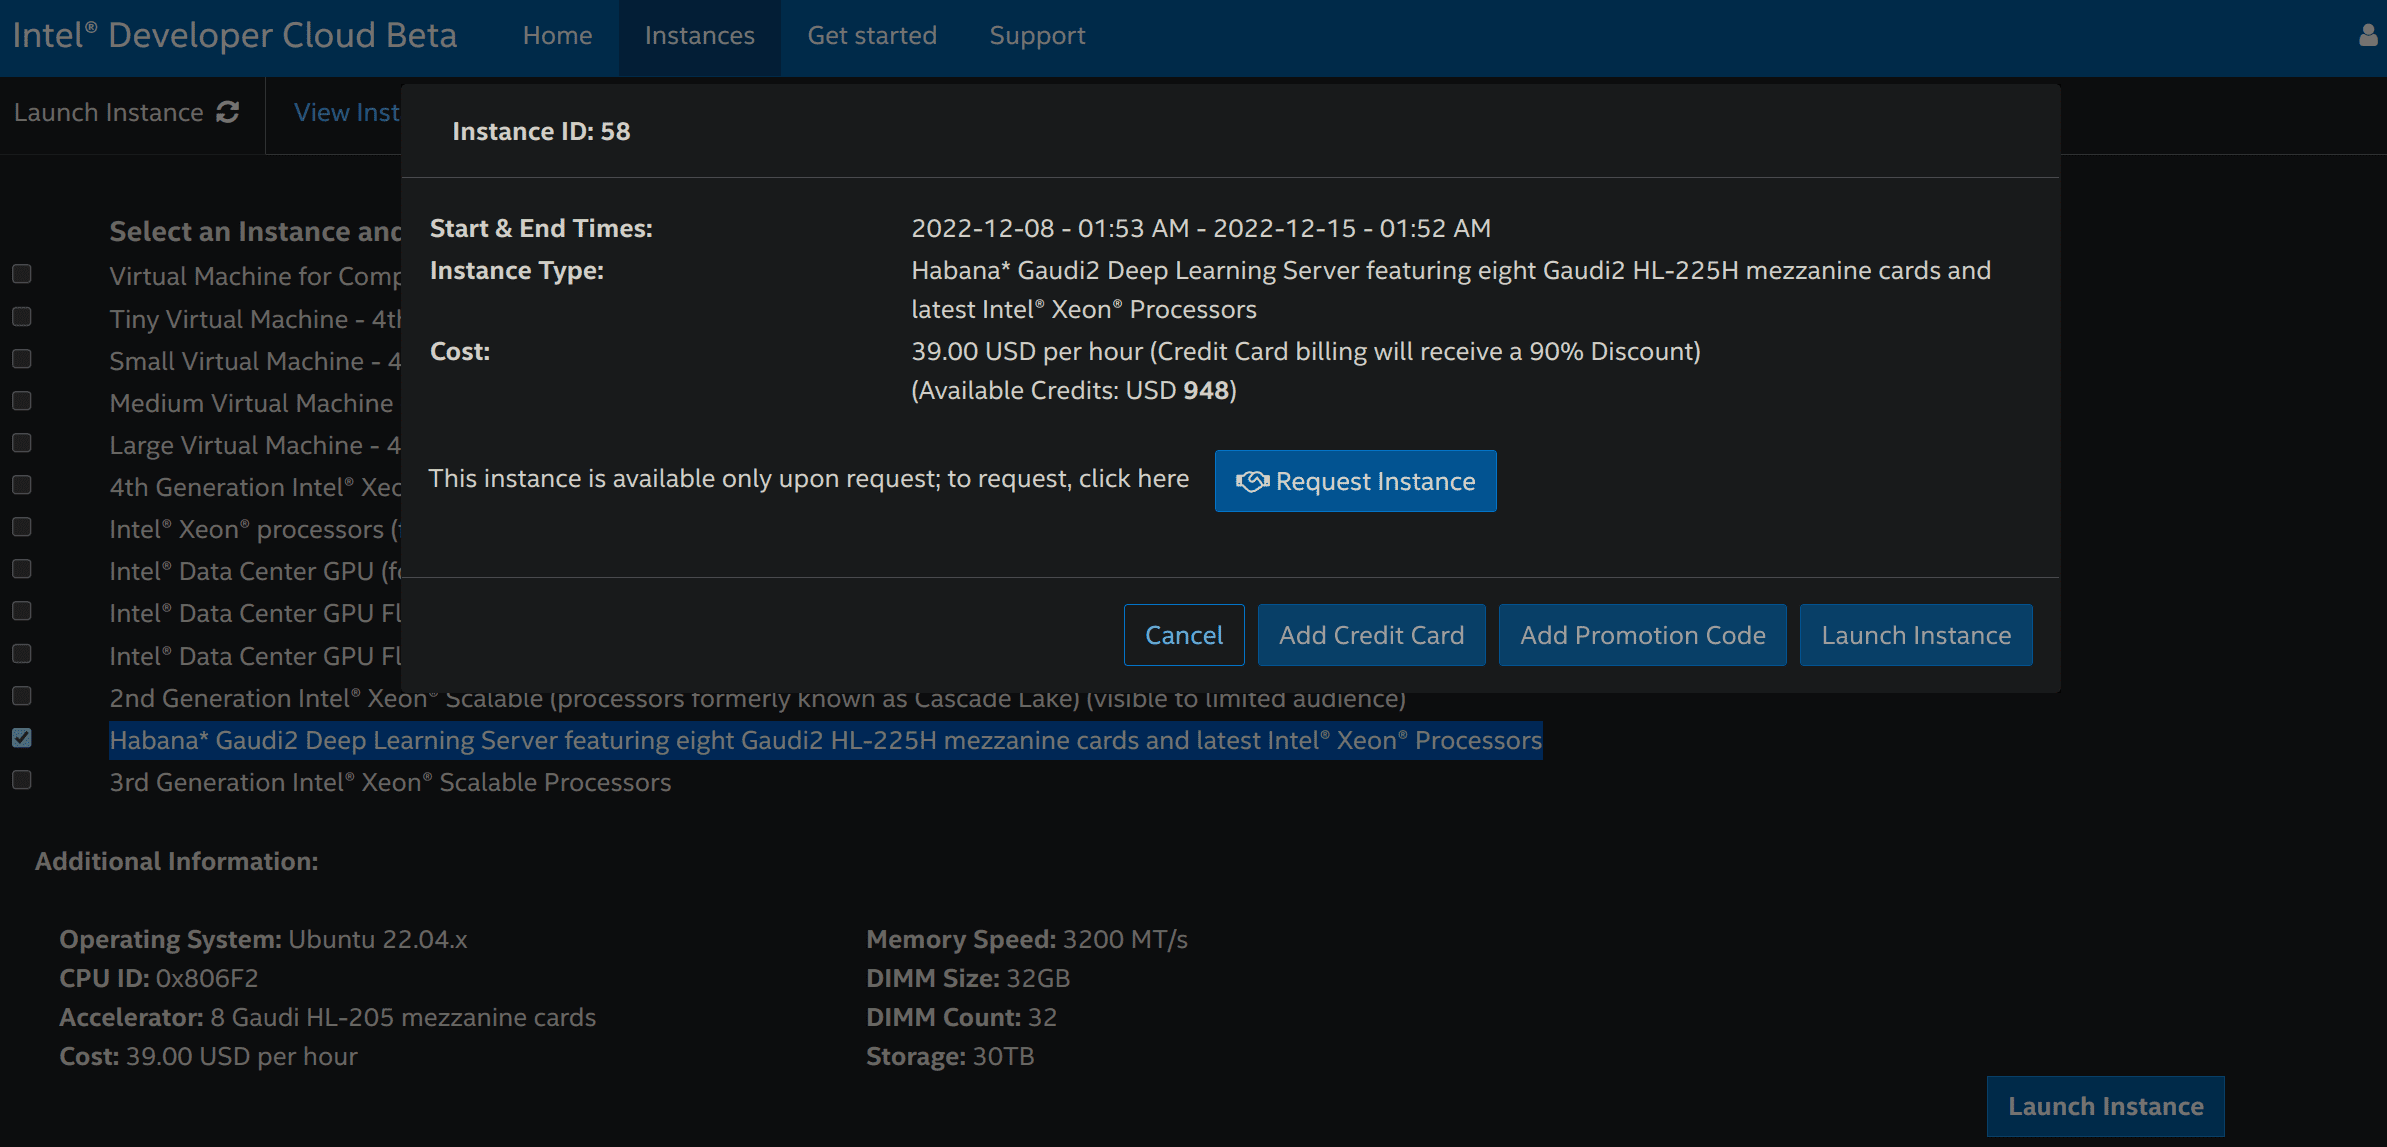 Intel® Developer Cloud Beta
Home
Instances
Get started
Support
Launch Instance
View Inst
Instance ID: 58
Start & End Times: 2022-12-08 - 01:53 AM - 2022-12-15 - 01:52 AM
Instance Type: Habana* Gaudi2 Deep Learning Server featuring eight Gaudi2 HL-225H mezzanine cards and
latest Intel® Xeon® Processors
Cost: 39.00 USD per hour (Credit Card billing will receive a 90% Discount)
(Available Credits: USD 948)
This instance is available only upon request; to request, click here
Request Instance
Cancel
Add Credit Card
Add Promotion Code
Launch Instance
Select an Instance and
Virtual Machine for Comp
Tiny Virtual Machine - 4th
Small Virtual Machine - 4
Medium Virtual Machine
Large Virtual Machine - 4
4th Generation Intel® Xeo
Intel® Xeon® processors (f
Intel® Data Center GPU (fo
Intel® Data Center GPU Fl
Intel® Data Center GPU Fl
2nd Generation Intel® Xeon® Scalable (processors formerly known as Cascade Lake) (visible to limited audience)
Habana* Gaudi2 Deep Learning Server featuring eight Gaudi2 HL-225H mezzanine cards and latest Intel® Xeon® Processors
3rd Generation Intel® Xeon® Scalable Processors
Additional Information:
Operating System: Ubuntu 22.04.x
CPU ID: 0x806F2
Accelerator: 8 Gaudi HL-205 mezzanine cards
Cost: 39.00 USD per hour
Memory Speed: 3200 MT/s
DIMM Size: 32GB
DIMM Count: 32
Storage: 30TB
Launch Instance